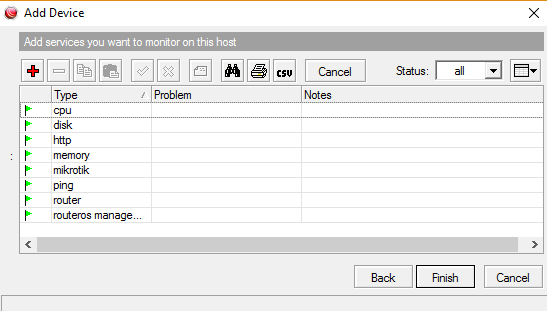 Add Device
Add services you want to monitor on this host
CSV Cancel Status: all
Type / Problem Notes
cpu
disk
http
:
memory
mikrotik
ping
router
routeros manage...
Back Finish Cancel